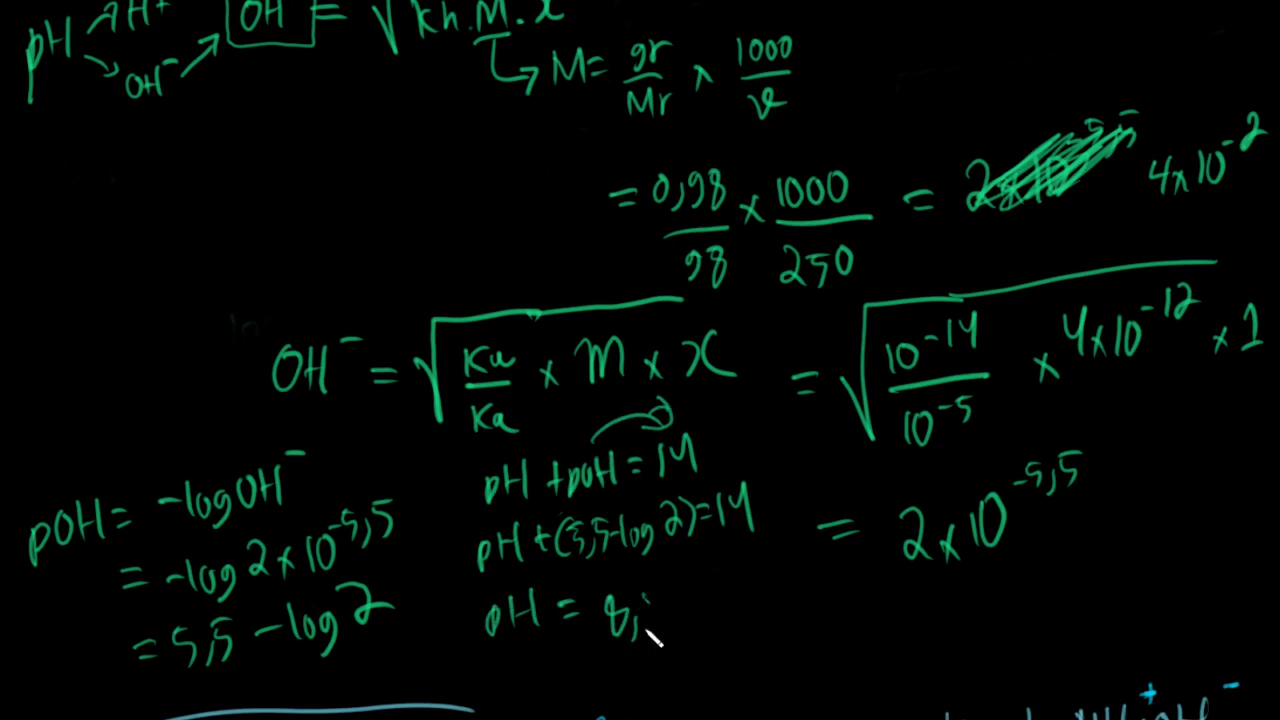 pH → H+ OH = √Kh.M.x
OH⁻
M = gr/Mr × 1000/v
= 0,98/98 × 1000/250 = 4x10⁻²
OH⁻ = √Kw/Ka × M × x = √10⁻¹⁴/10⁻⁵ × 4x10⁻¹² × 1
pOH = -log OH⁻
= -log 2x10⁻⁵,⁵
= 5,5 - log 2
pH + pOH = 14
pH + (5,5-log 2) = 14
pH = 8,
= 2x10⁻⁵,⁵